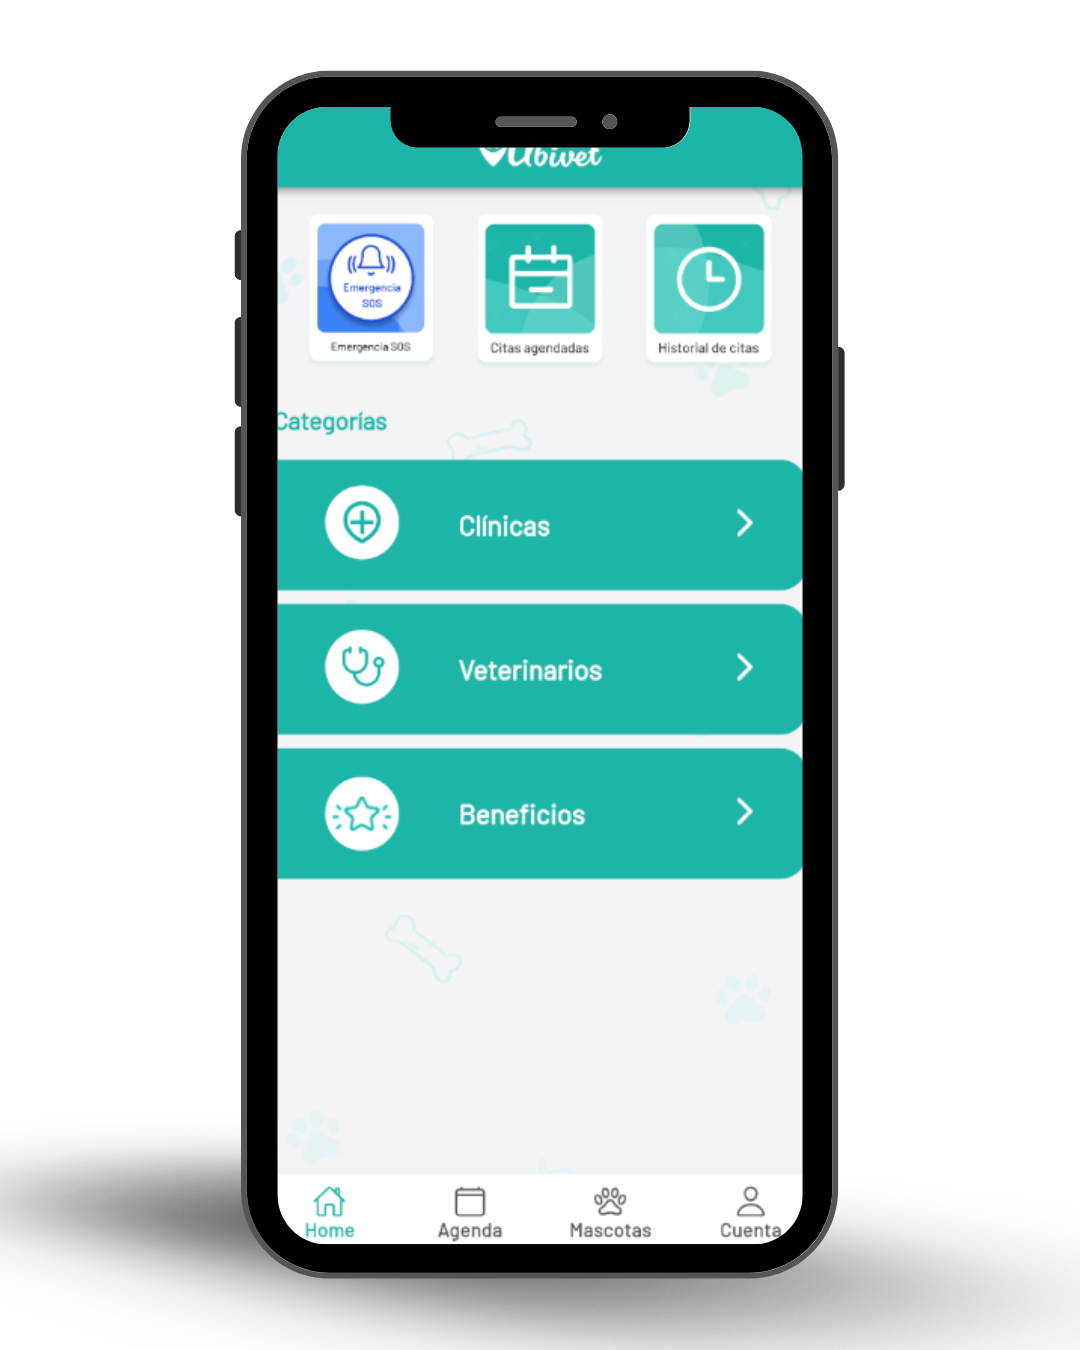 Ubivet
Emergencia
SOS
Emergencia SOS
Citas agendadas
Historial de citas
Categorías
Clínicas
Veterinarios
Beneficios
Home
Agenda
Mascotas
Cuenta